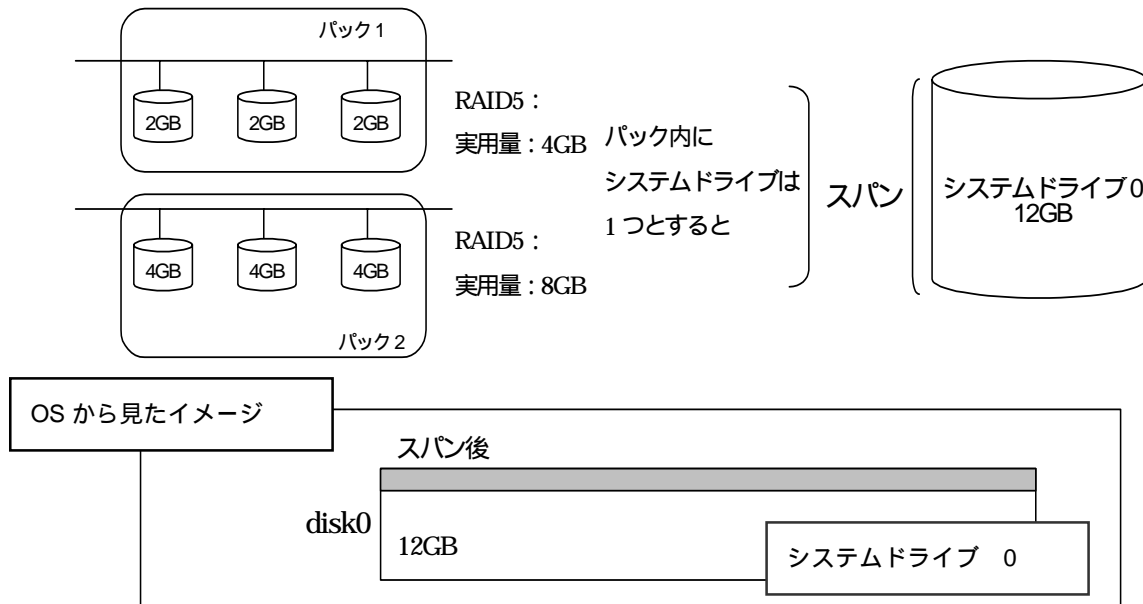 パック 1
2GB 2GB 2GB
RAID5：
実用量：4GB
4GB 4GB 4GB
パック 2
RAID5：
実用量：8GB
パック内に
システムドライブは
1 つとすると
スパン
システムドライブ 0
12GB
OS から見たイメージ
スパン後
disk0
12GB
システムドライブ　0